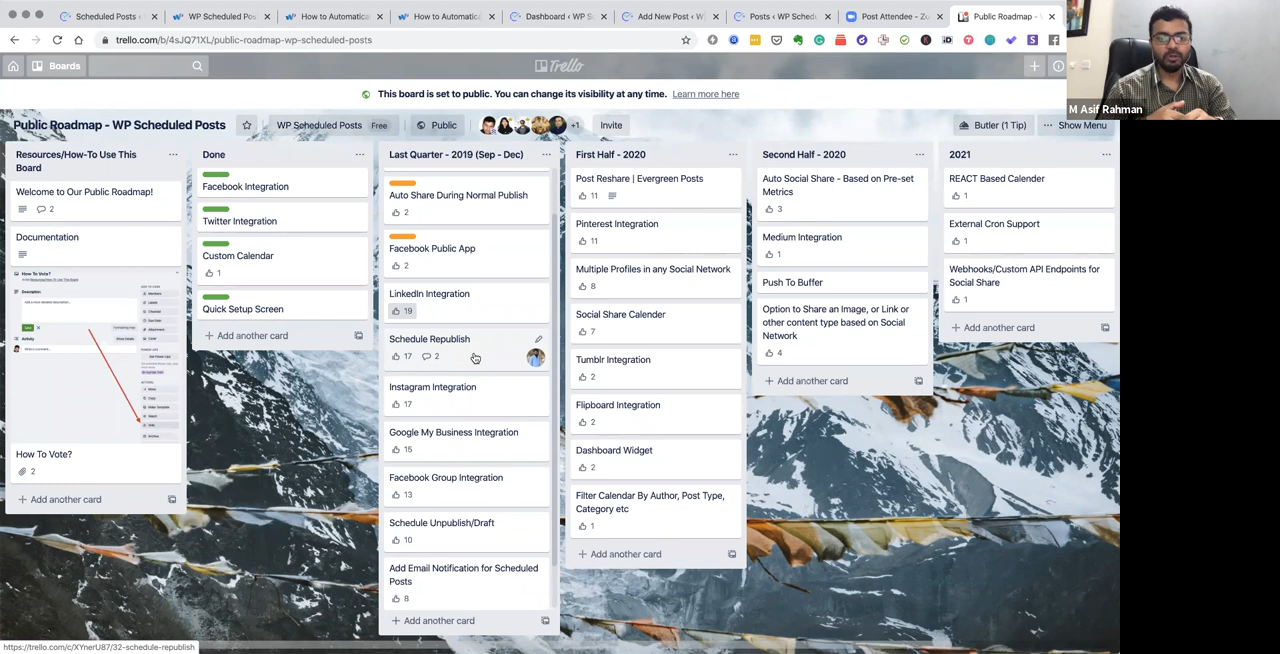 Scheduled Posts ‹
WP Scheduled Pos
How to Automatica
How to Automatica
Dashboard ‹ WP S
Add New Post ‹ W
Posts ‹ WP Sched
Post Attendee - Zo
Public Roadmap -
trello.com/b/4sJQ71XL/public-roadmap-wp-scheduled-posts
M Asif Rahman
Boards
Trello
This board is set to public. You can change its visibility at any time. Learn more here
Public Roadmap - WP Scheduled Posts
WP Scheduled Posts Free
Public
+1
Invite
Butler (1 Tip)
Show Menu
Resources/How-To Use This
Board
Welcome to Our Public Roadmap!
2
Documentation
How To Vote?
Description
Activity
How To Vote?
2
+ Add another card
Done
Facebook Integration
Twitter Integration
Custom Calendar
1
Quick Setup Screen
+ Add another card
Last Quarter - 2019 (Sep - Dec)
Auto Share During Normal Publish
2
Facebook Public App
2
LinkedIn Integration
19
Schedule Republish
17 2
Instagram Integration
17
Google My Business Integration
15
Facebook Group Integration
13
Schedule Unpublish/Draft
10
Add Email Notification for Scheduled
Posts
8
+ Add another card
First Half - 2020
Post Reshare | Evergreen Posts
11
Pinterest Integration
11
Multiple Profiles in any Social Network
8
Social Share Calender
7
Tumblr Integration
2
Flipboard Integration
2
Dashboard Widget
2
Filter Calendar By Author, Post Type,
Category etc
1
+ Add another card
Second Half - 2020
Auto Social Share - Based on Pre-set
Metrics
3
Medium Integration
1
Push To Buffer
Option to Share an Image, or Link or
other content type based on Social
Network
4
+ Add another card
2021
REACT Based Calender
1
External Cron Support
1
Webhooks/Custom API Endpoints for
Social Share
1
+ Add another card
https://trello.com/c/XYnerU87/32-schedule-republish